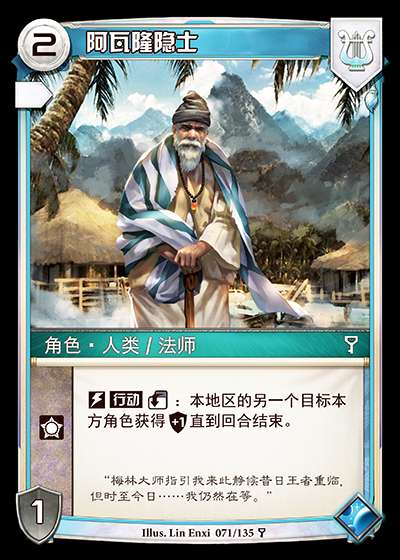 2 阿瓦隆隐士
角色·人类/法师
行动 : 本地区的另一个目标本
方角色获得 +1 直到回合结束。
“梅林大师指引我来此静候昔日王者重临，
但时至今日……我仍然在等。”
1
Illus. Lin Enxi 071/135